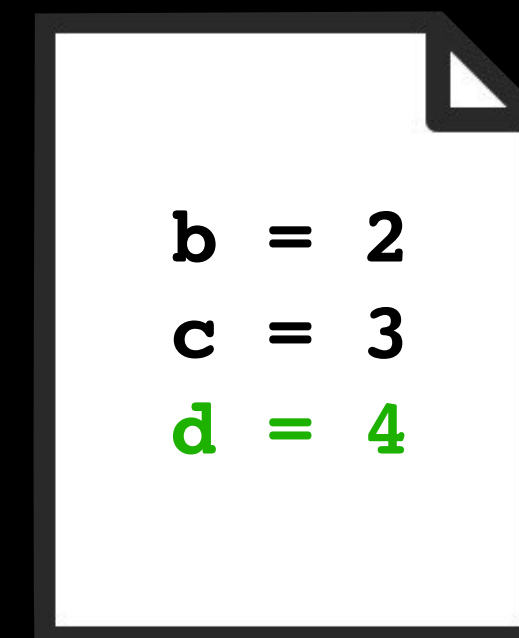 b = 2
c = 3
d = 4